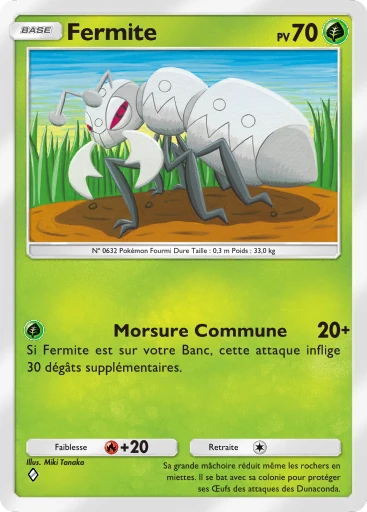 BASE Fermite PV 70
N° 0632 Pokémon Fourmi Dure Taille : 0,3 m Poids : 33,0 kg
Morsure Commune 20+
Si Fermite est sur votre Banc, cette attaque inflige
30 dégâts supplémentaires.
Faiblesse +20 Retraite
Illus. Miki Tanaka
Sa grande mâchoire réduit même les rochers en
miettes. Il se bat avec sa colonie pour protéger
ses Œufs des attaques des Dunaconda.